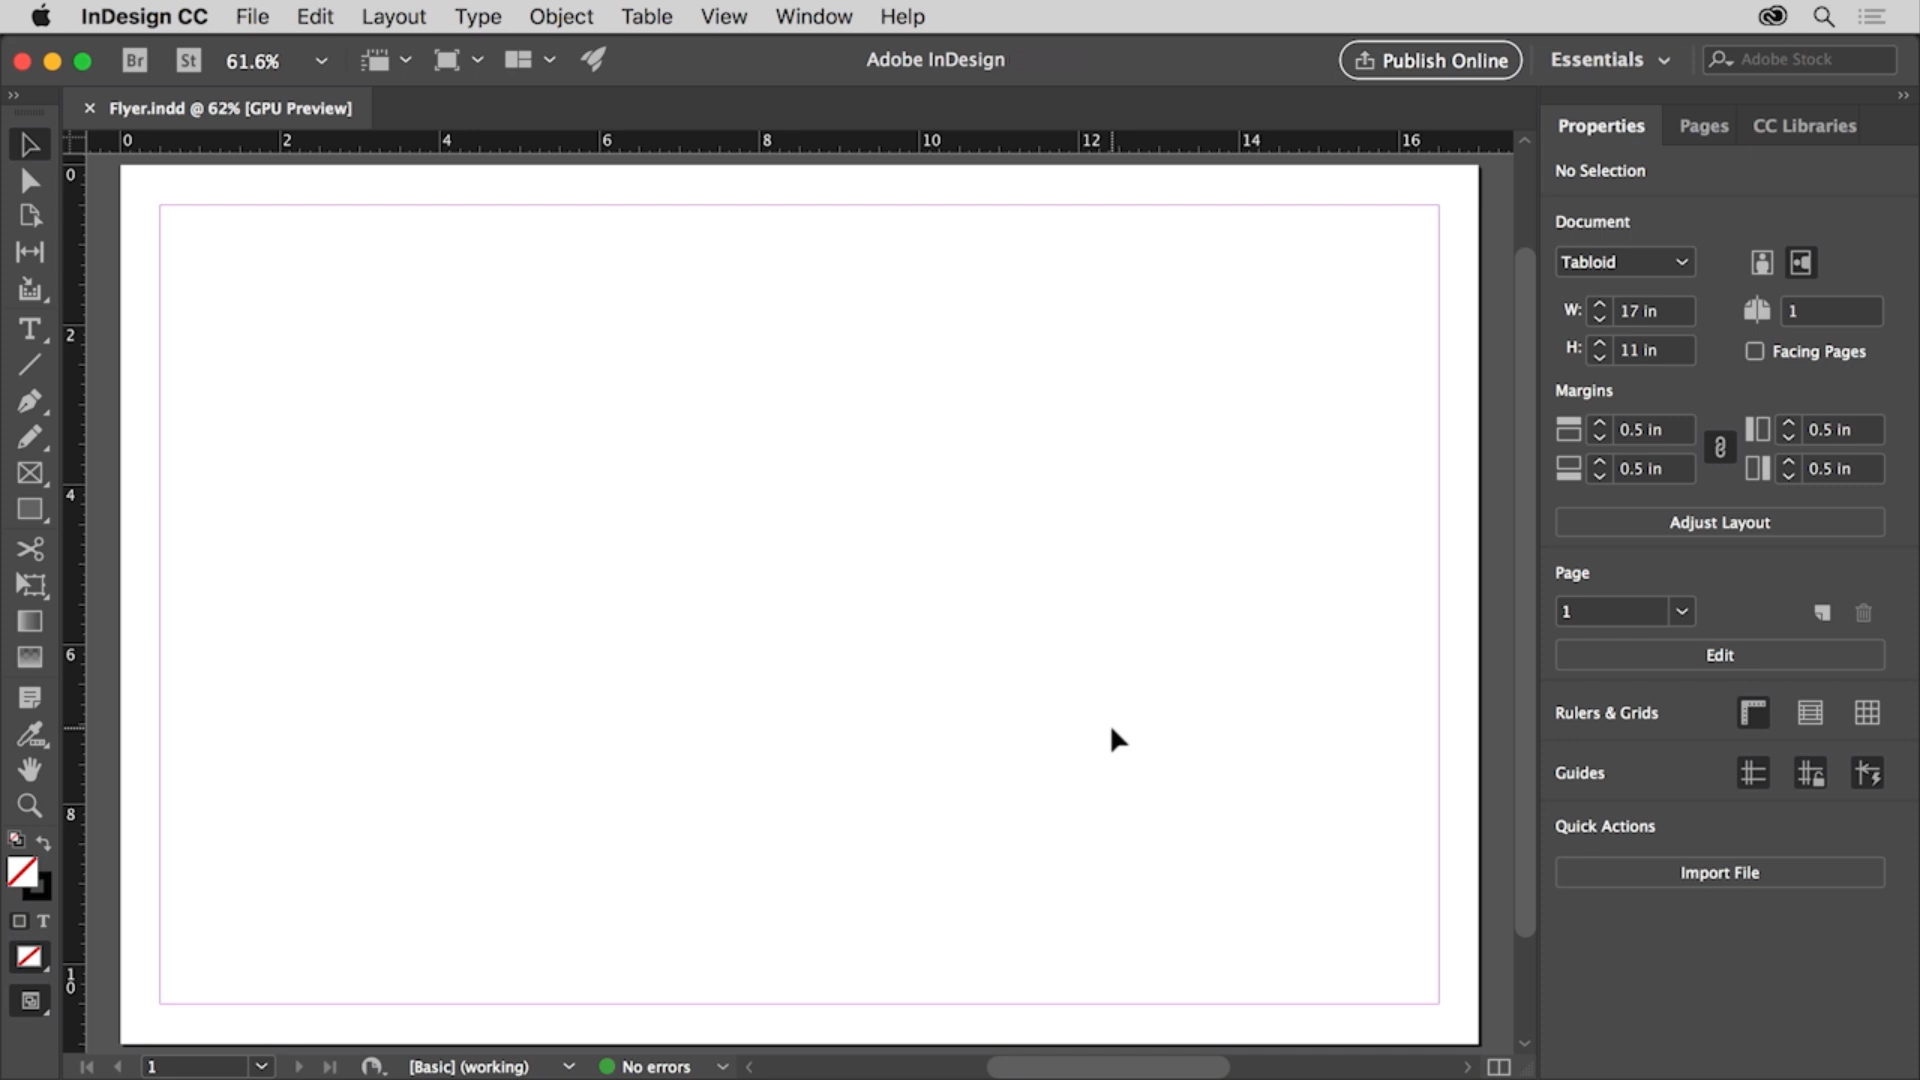 InDesign CC File Edit Layout Type Object Table View Window Help
Br St 61.6% Adobe InDesign Publish Online Essentials Adobe Stock
× Flyer.indd @ 62% [GPU Preview]
Properties Pages CC Libraries
0 2 4 6 8 10 12 14 16
0
2
4
6
8
10
No Selection
Document
Tabloid
W: 17 in 1
H: 11 in Facing Pages
Margins
0.5 in 0.5 in
0.5 in 0.5 in
Adjust Layout
Page
1
Edit
Rulers & Grids
Guides
Quick Actions
Import File
T
1 [Basic] (working) No errors